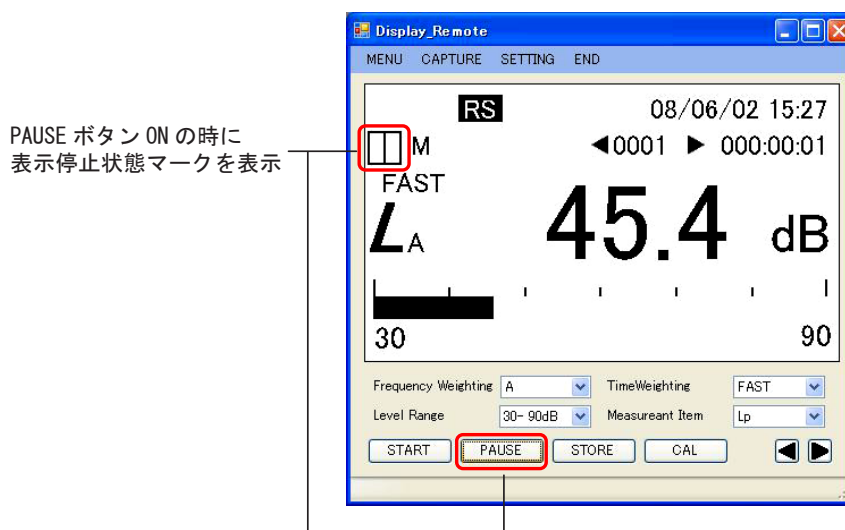 Display_Remote
MENU CAPTURE SETTING END
RS 08/06/02 15:27
PAUSE ボタン ON の時に
表示停止状態マークを表示
M ◀0001 ▶ 000:00:01
FAST
LA 45.4 dB
30 90
Frequency Weighting A TimeWeighting FAST
Level Range 30- 90dB Measureant Item Lp
START PAUSE STORE CAL ◀ ▶